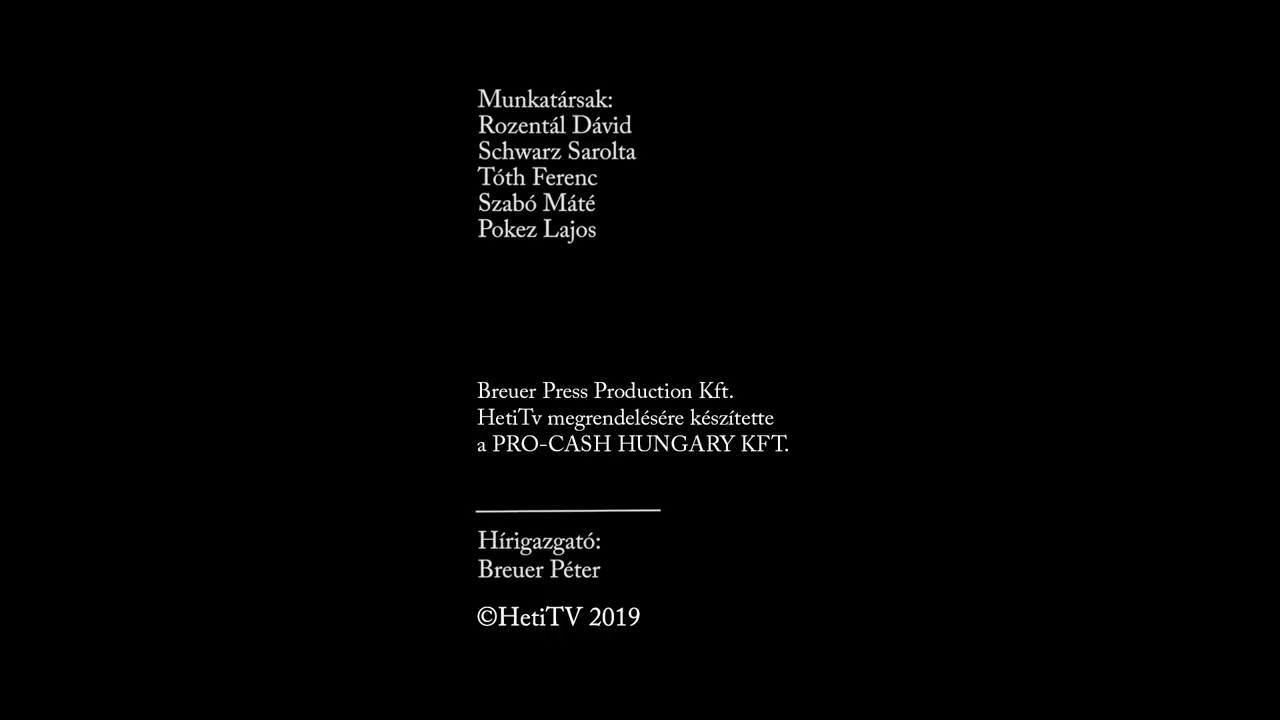 Munkatársak:
Rozentál Dávid
Schwarz Sarolta
Tóth Ferenc
Szabó Máté
Pokez Lajos
Breuer Press Production Kft.
HetiTv megrendelésére készítette
a PRO-CASH HUNGARY KFT.
Hírigazgató:
Breuer Péter
©HetiTV 2019